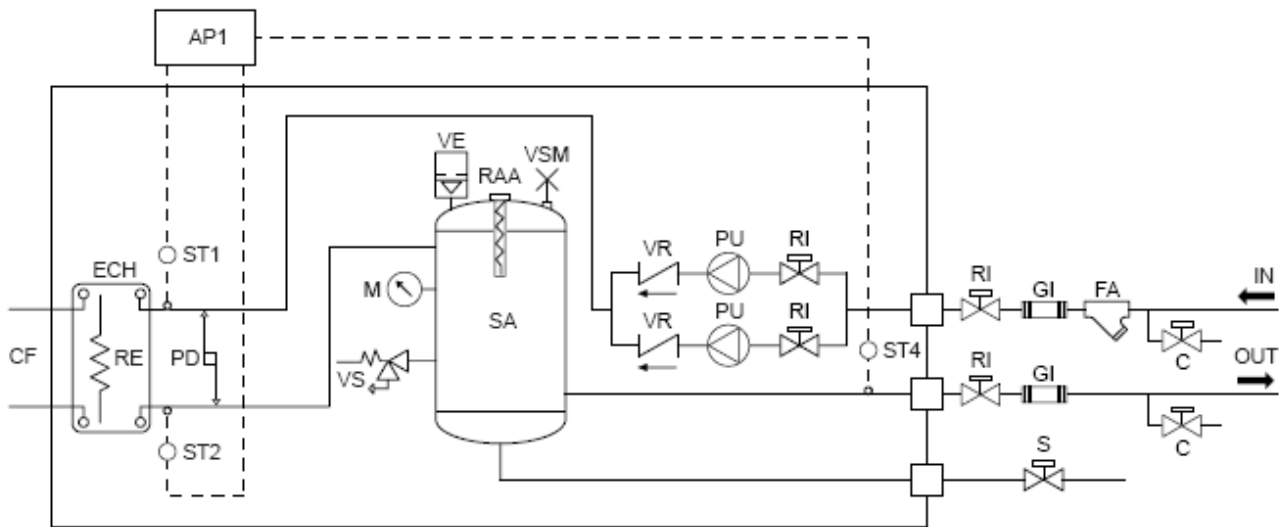 AP1
VE
VSM
RAA
ST1
VR
PU
RI
ECH
RI
GI
FA
IN
M
SA
VR
PU
RI
CF
RE
PD
ST4
C
OUT
VS
RI
GI
ST2
C
S